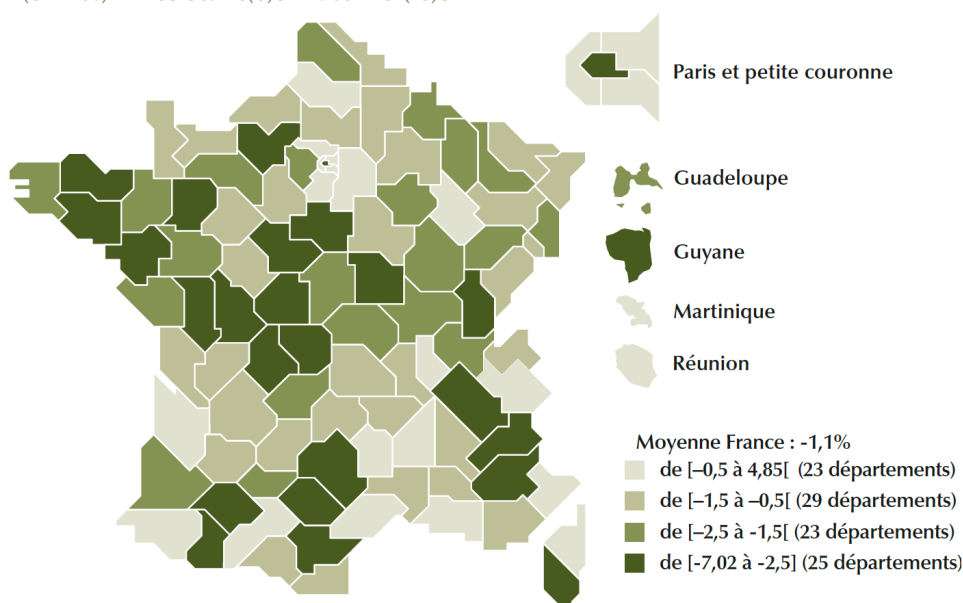 Paris et petite couronne
Guadeloupe
Guyane
Martinique
Réunion
Moyenne France : -1,1%
de [–0,5 à 4,85[ (23 départements)
de [–1,5 à –0,5[ (29 départements)
de [–2,5 à -1,5[ (23 départements)
de [-7,02 à -2,5] (25 départements)